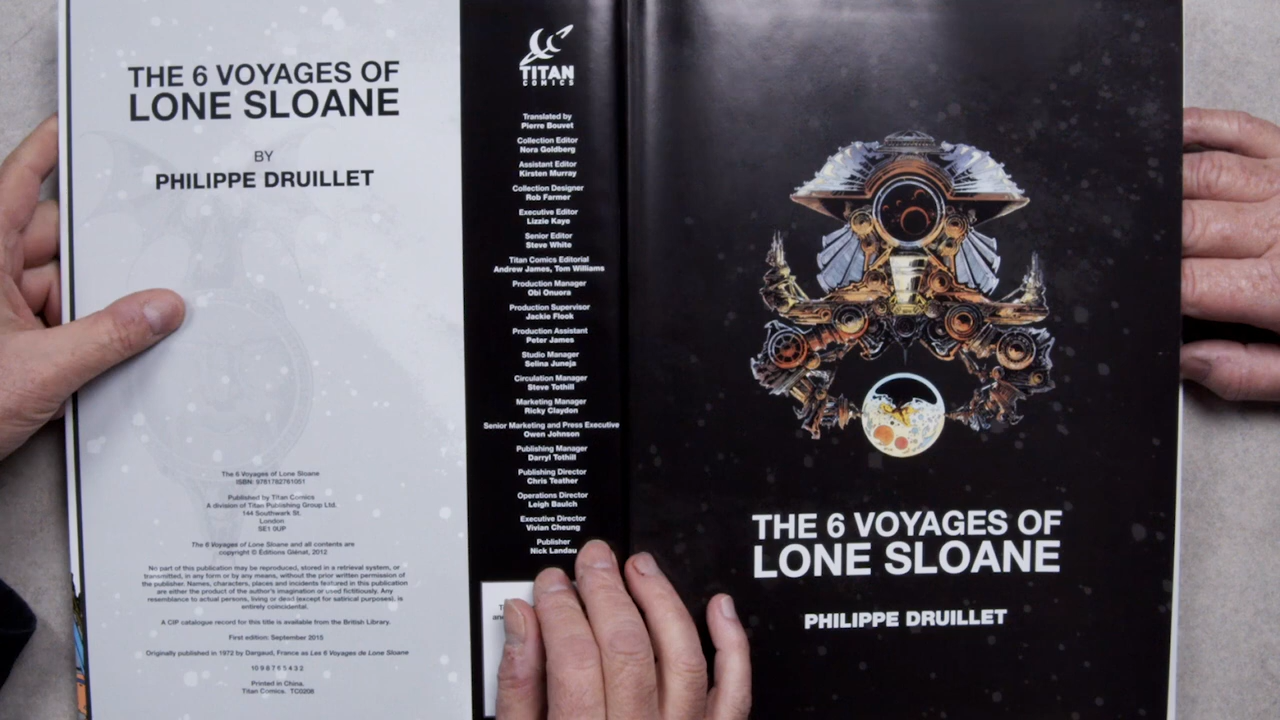 THE 6 VOYAGES OF
LONE SLOANE
BY
PHILIPPE DRUILLET
The 6 Voyages of Lone Sloane
ISBN: 9781782761051
Published by Titan Comics
A division of Titan Publishing Group Ltd.
144 Southwark St.
London
SE1 0UP
The 6 Voyages of Lone Sloane and all contents are
copyright © Éditions Glénat, 2012
No part of this publication may be reproduced, stored in a retrieval system, or
transmitted, in any form or by any means, without the prior written permission of
the publisher. Names, characters, places and incidents featured in this publication
are either the product of the author's imagination or used fictitiously. Any
resemblance to actual persons, living or dead (except for satirical purposes), is
entirely coincidental.
A CIP catalogue record for this title is available from the British Library.
First edition: September 2015
Originally published in 1972 by Dargaud, France as Les 6 Voyages de Lone Sloane
10 9 8 7 6 5 4 3 2
Printed in China.
Titan Comics. TC0208
TITAN
COMICS
Translated by
Pierre Bouvet
Collection Editor
Nora Goldberg
Assistant Editor
Kirsten Murray
Collection Designer
Rob Farmer
Executive Editor
Lizzie Kaye
Senior Editor
Steve White
Titan Comics Editorial
Andrew James, Tom Williams
Production Manager
Obi Onuora
Production Supervisor
Jackie Flook
Production Assistant
Peter James
Studio Manager
Selina Juneja
Circulation Manager
Steve Tothill
Marketing Manager
Ricky Claydon
Senior Marketing and Press Executive
Owen Johnson
Publishing Manager
Darryl Tothill
Publishing Director
Chris Teather
Operations Director
Leigh Baulch
Executive Director
Vivian Cheung
Publisher
Nick Landau
THE 6 VOYAGES OF
LONE SLOANE
PHILIPPE DRUILLET